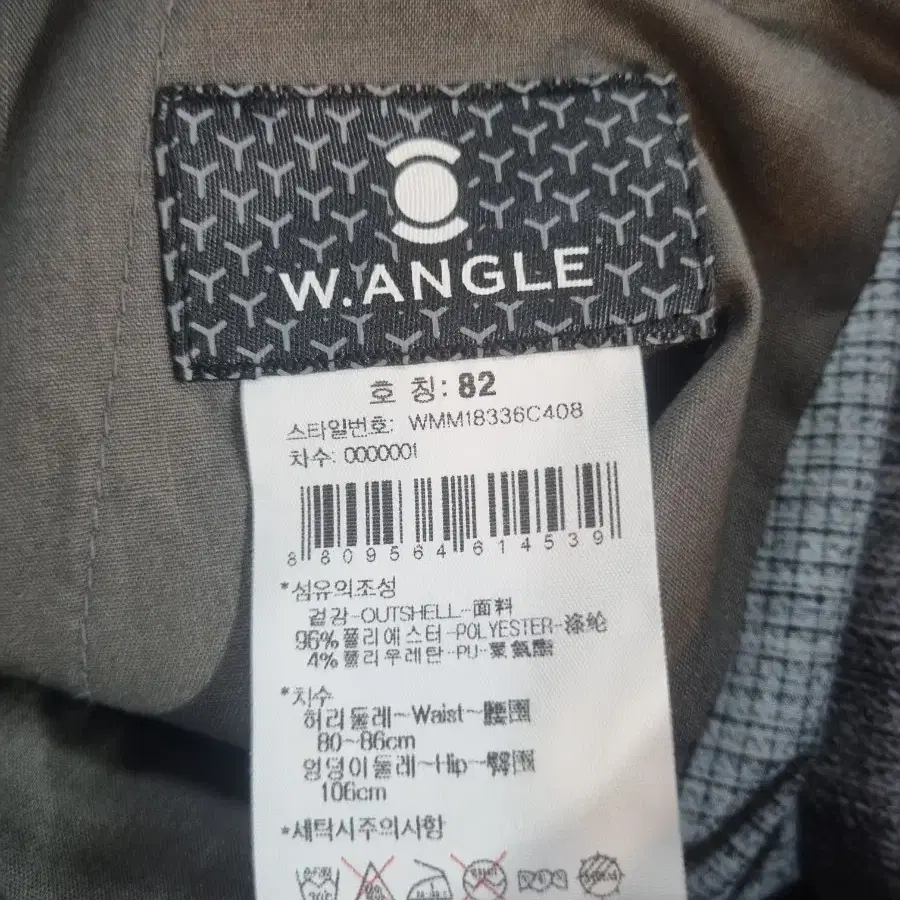 W.ANGLE
호 칭: 82
스타일번호: WMM18336C408
차수: 0000001
8 809564 614539
*섬유의조성
겉감-OUTSHELL-面料
96% 폴리에스터-POLYESTER-涤纶
4% 폴리우레탄-PU-聚氨酯
*치수
허리둘레~Waist~腰围
80~86cm
엉덩이둘레~Hip~臀围
106cm
*세탁시주의사항